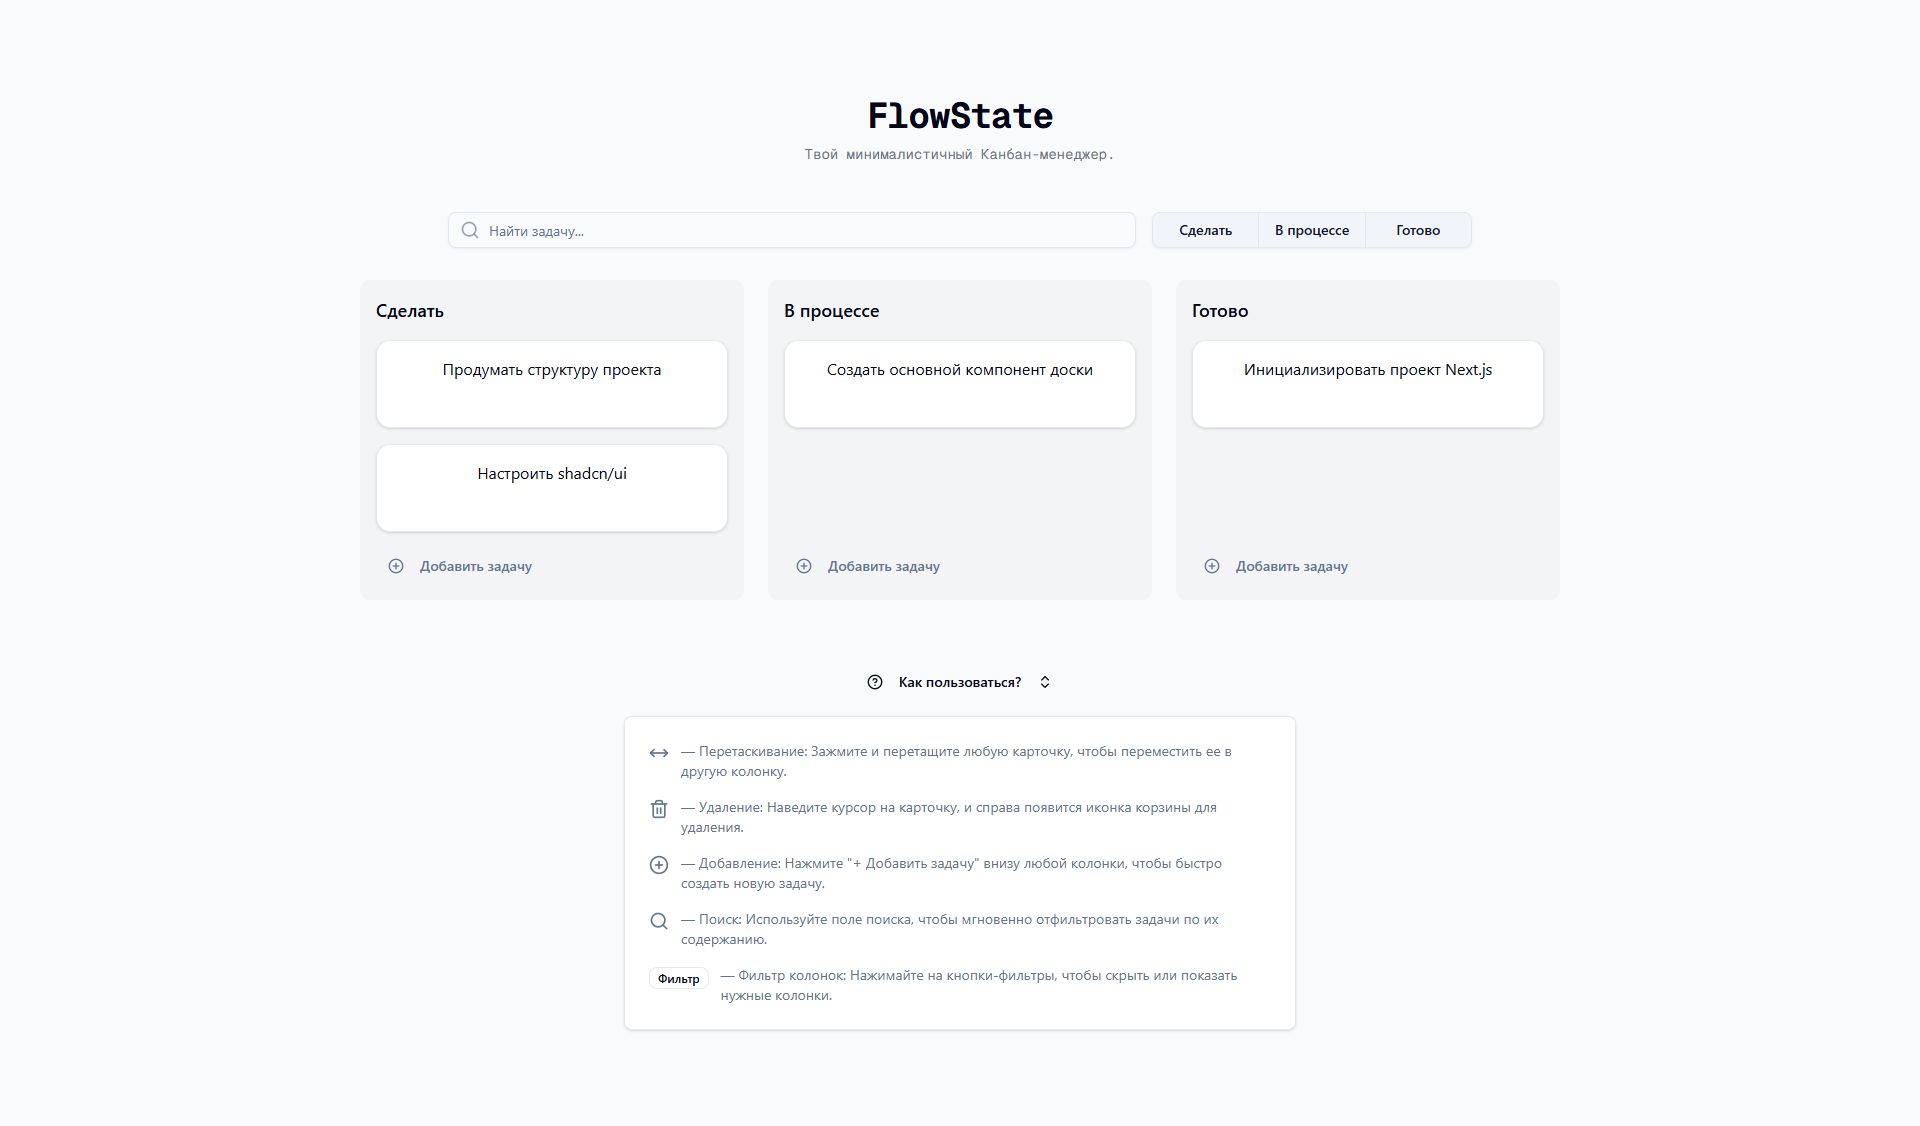 FlowState
Твой минималистичный Канбан-менеджер.
Найти задачу...
Сделать
В процессе
Готово
Сделать
Продумать структуру проекта
Настроить shadcn/ui
Добавить задачу
В процессе
Создать основной компонент доски
Добавить задачу
Готово
Инициализировать проект Next.js
Добавить задачу
Как пользоваться?
— Перетаскивание: Зажмите и перетащите любую карточку, чтобы переместить ее в
другую колонку.
— Удаление: Наведите курсор на карточку, и справа появится иконка корзины для
удаления.
— Добавление: Нажмите "+ Добавить задачу" внизу любой колонки, чтобы быстро
создать новую задачу.
— Поиск: Используйте поле поиска, чтобы мгновенно отфильтровать задачи по их
содержанию.
Фильтр
— Фильтр колонок: Нажимайте на кнопки-фильтры, чтобы скрыть или показать
нужные колонки.